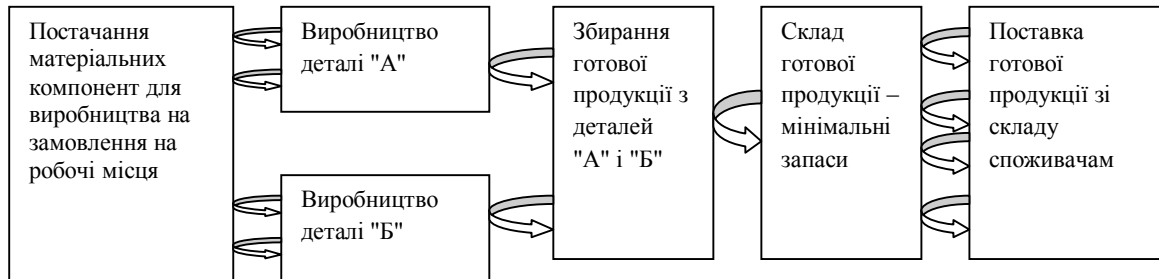 Постачання
матеріальних
компонент для
виробництва на
замовлення на
робочі місця
Виробництво
деталі "А"
Виробництво
деталі "Б"
Збирання
готової
продукції з
деталей
"А" і "Б"
Склад
готової
продукції –
мінімальні
запаси
Поставка
готової
продукції зі
складу
споживачам